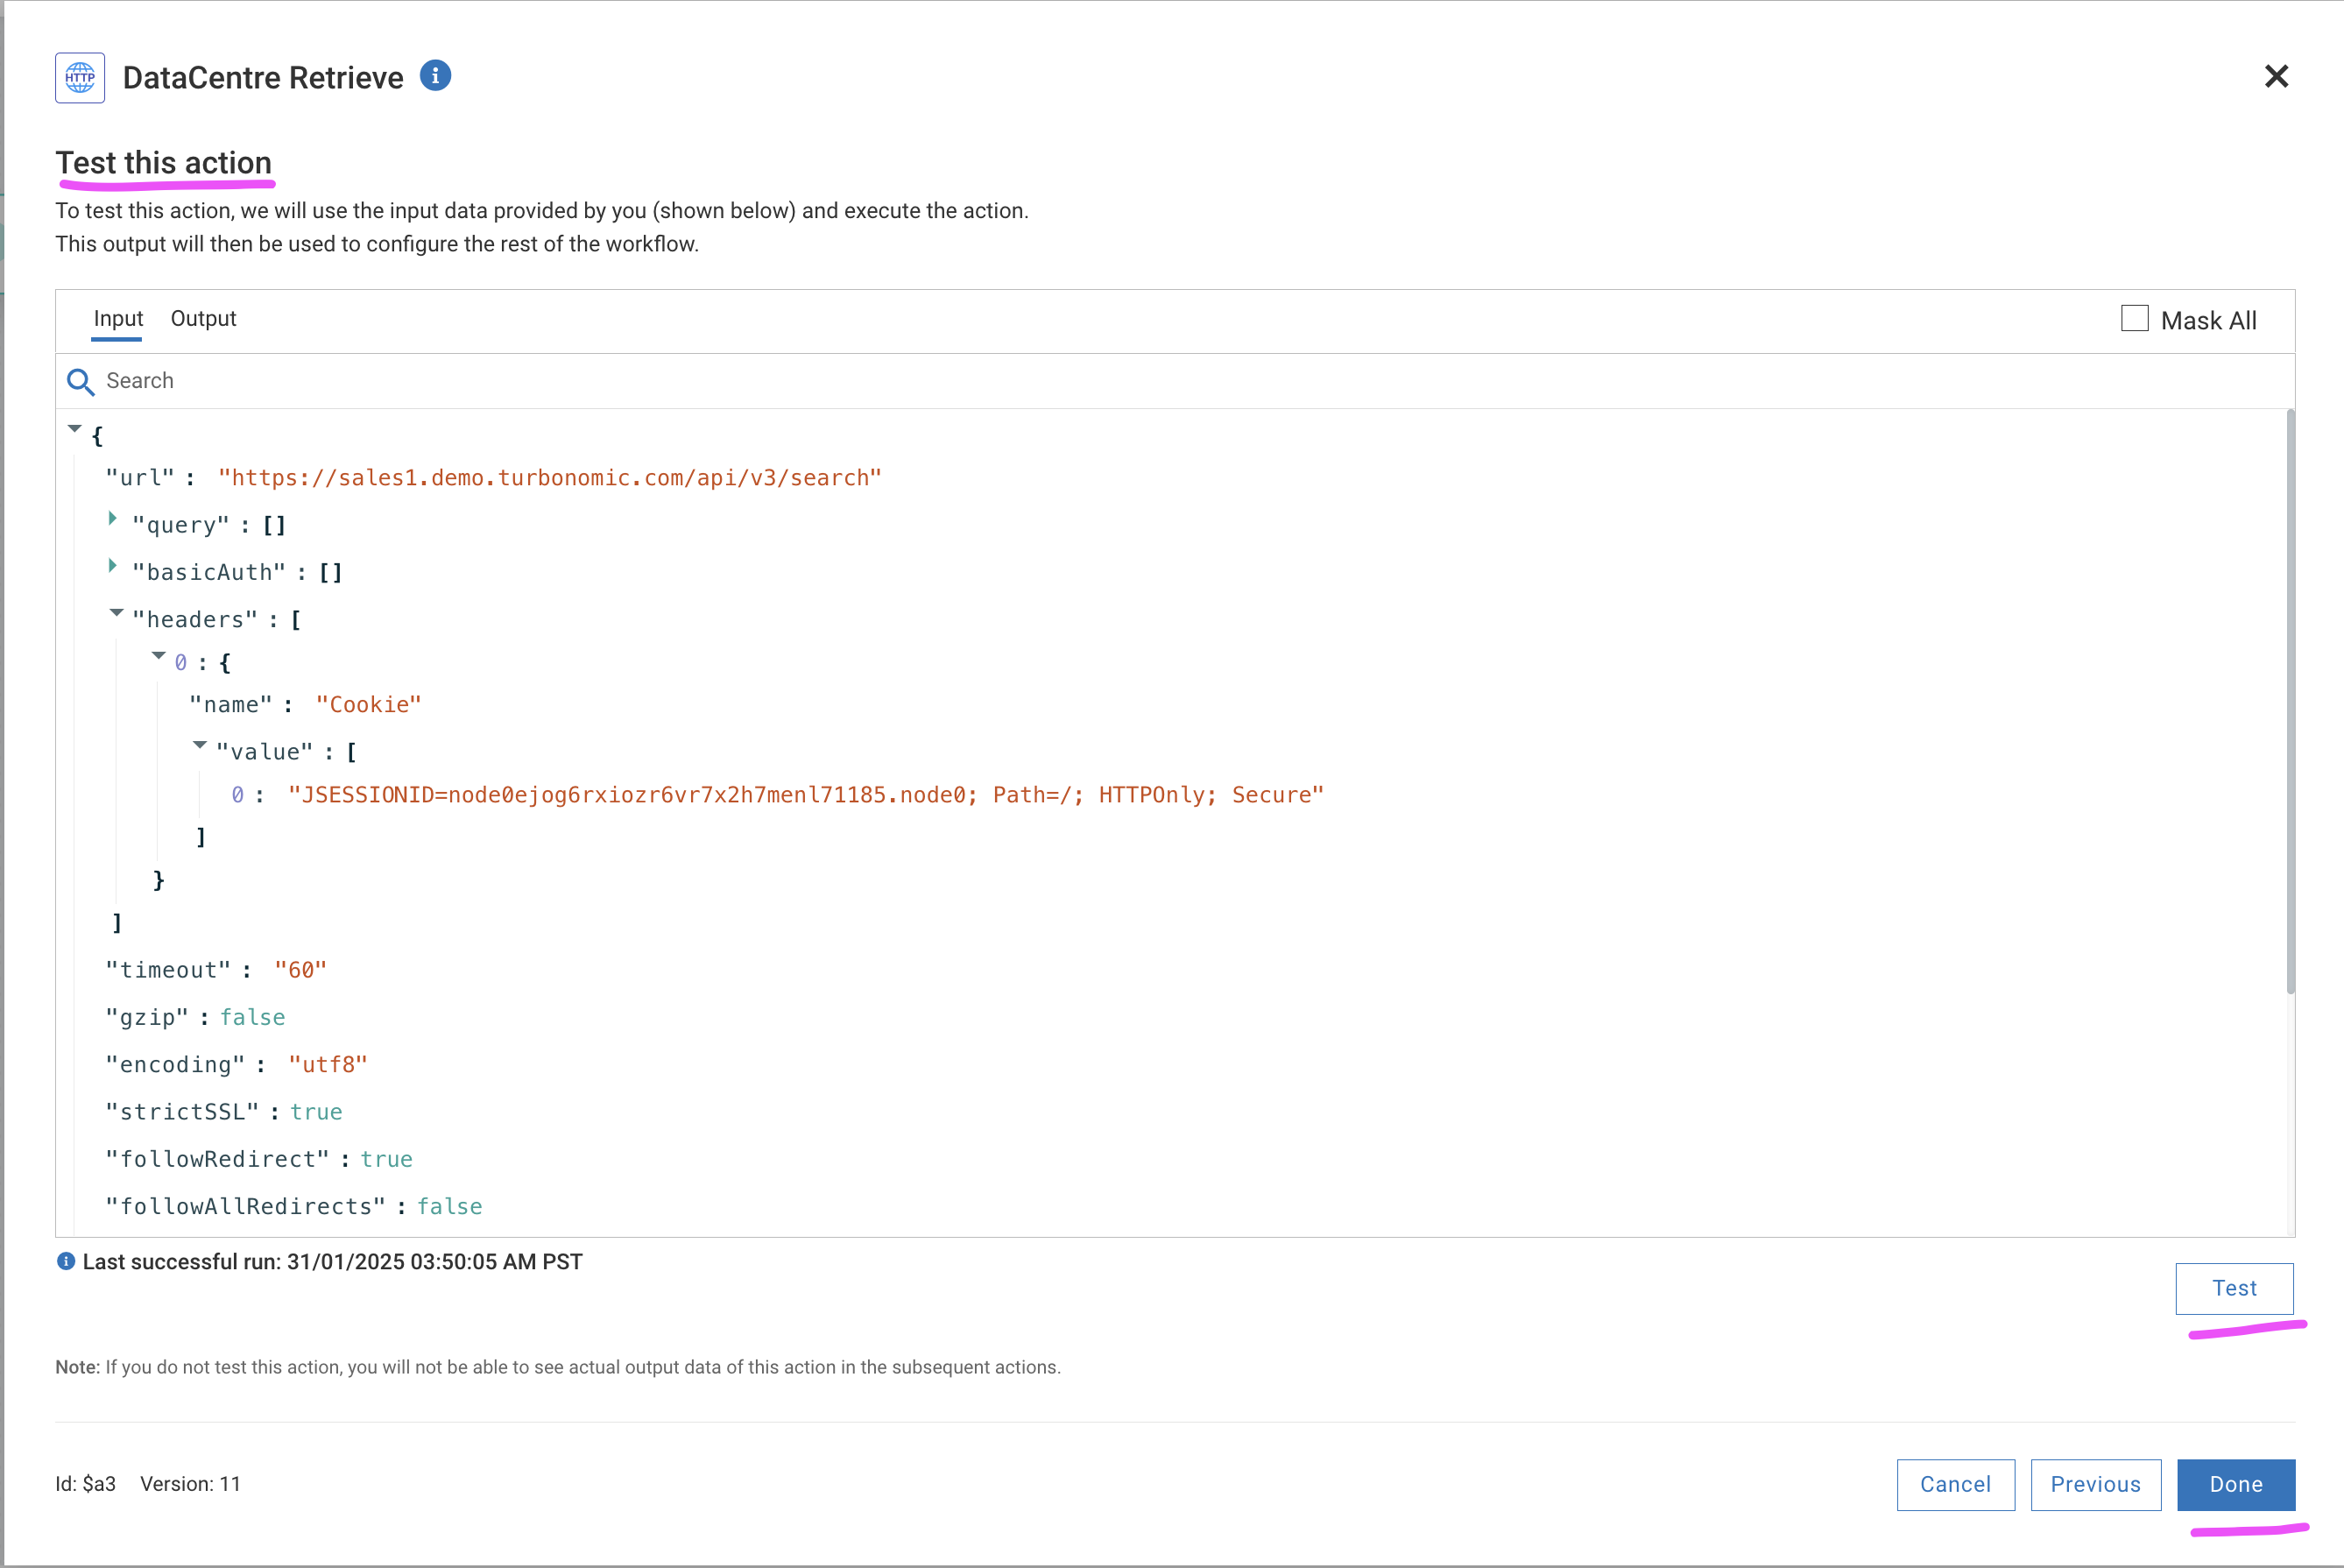 HTTP
DataCentre Retrieve
Test this action
To test this action, we will use the input data provided by you (shown below) and execute the action.
This output will then be used to configure the rest of the workflow.
Input Output Mask All
Search
{
"url" : "https://sales1.demo.turbonomic.com/api/v3/search"
"query" : []
"basicAuth" : []
"headers" : [
0 : {
"name" : "Cookie"
"value" : [
0 : "JSESSIONID=node0ejog6rxiozr6vr7x2h7menl71185.node0; Path=/; HTTPOnly; Secure"
]
}
]
"timeout" : "60"
"gzip" : false
"encoding" : "utf8"
"strictSSL" : true
"followRedirect" : true
"followAllRedirects" : false
Last successful run: 31/01/2025 03:50:05 AM PST
Test
Note: If you do not test this action, you will not be able to see actual output data of this action in the subsequent actions.
Id: $a3 Version: 11
Cancel Previous Done